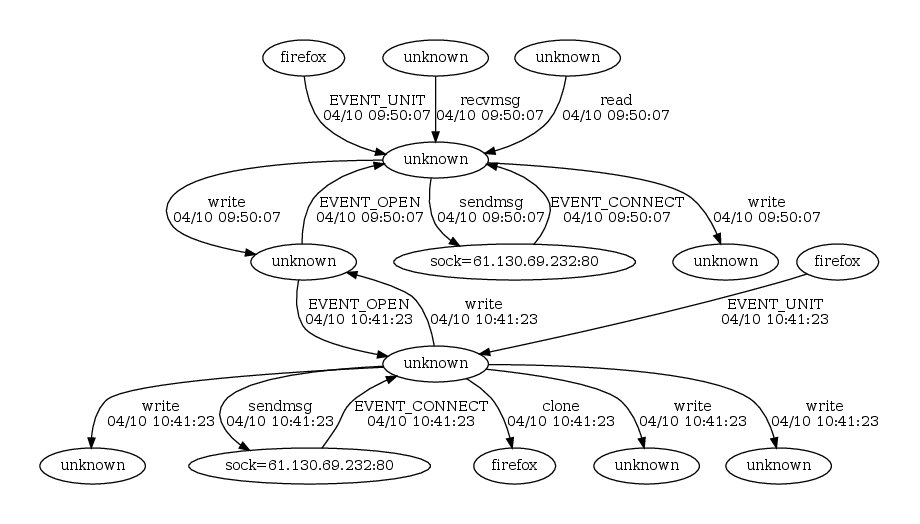 firefox
unknown
unknown
EVENT_UNIT
04/10 09:50:07
recvmsg
04/10 09:50:07
read
04/10 09:50:07
unknown
write
04/10 09:50:07
EVENT_OPEN
04/10 09:50:07
sendmsg
04/10 09:50:07
EVENT_CONNECT
04/10 09:50:07
write
04/10 09:50:07
unknown
sock=61.130.69.232:80
unknown
firefox
EVENT_OPEN
04/10 10:41:23
write
04/10 10:41:23
EVENT_UNIT
04/10 10:41:23
unknown
write
04/10 10:41:23
sendmsg
04/10 10:41:23
EVENT_CONNECT
04/10 10:41:23
clone
04/10 10:41:23
write
04/10 10:41:23
write
04/10 10:41:23
unknown
sock=61.130.69.232:80
firefox
unknown
unknown